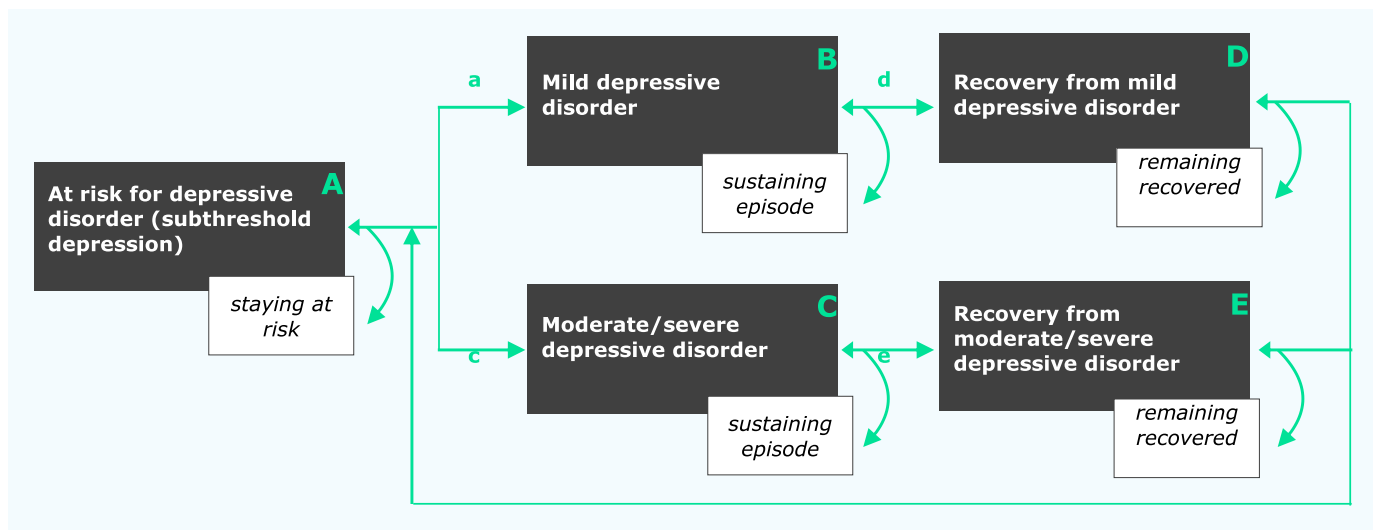 A
At risk for depressive
disorder (subthreshold
depression)
staying at
risk
a
c
B
Mild depressive
disorder
sustaining
episode
d
D
Recovery from mild
depressive disorder
remaining
recovered
C
Moderate/severe
depressive disorder
sustaining
episode
e
E
Recovery from
moderate/severe
depressive disorder
remaining
recovered